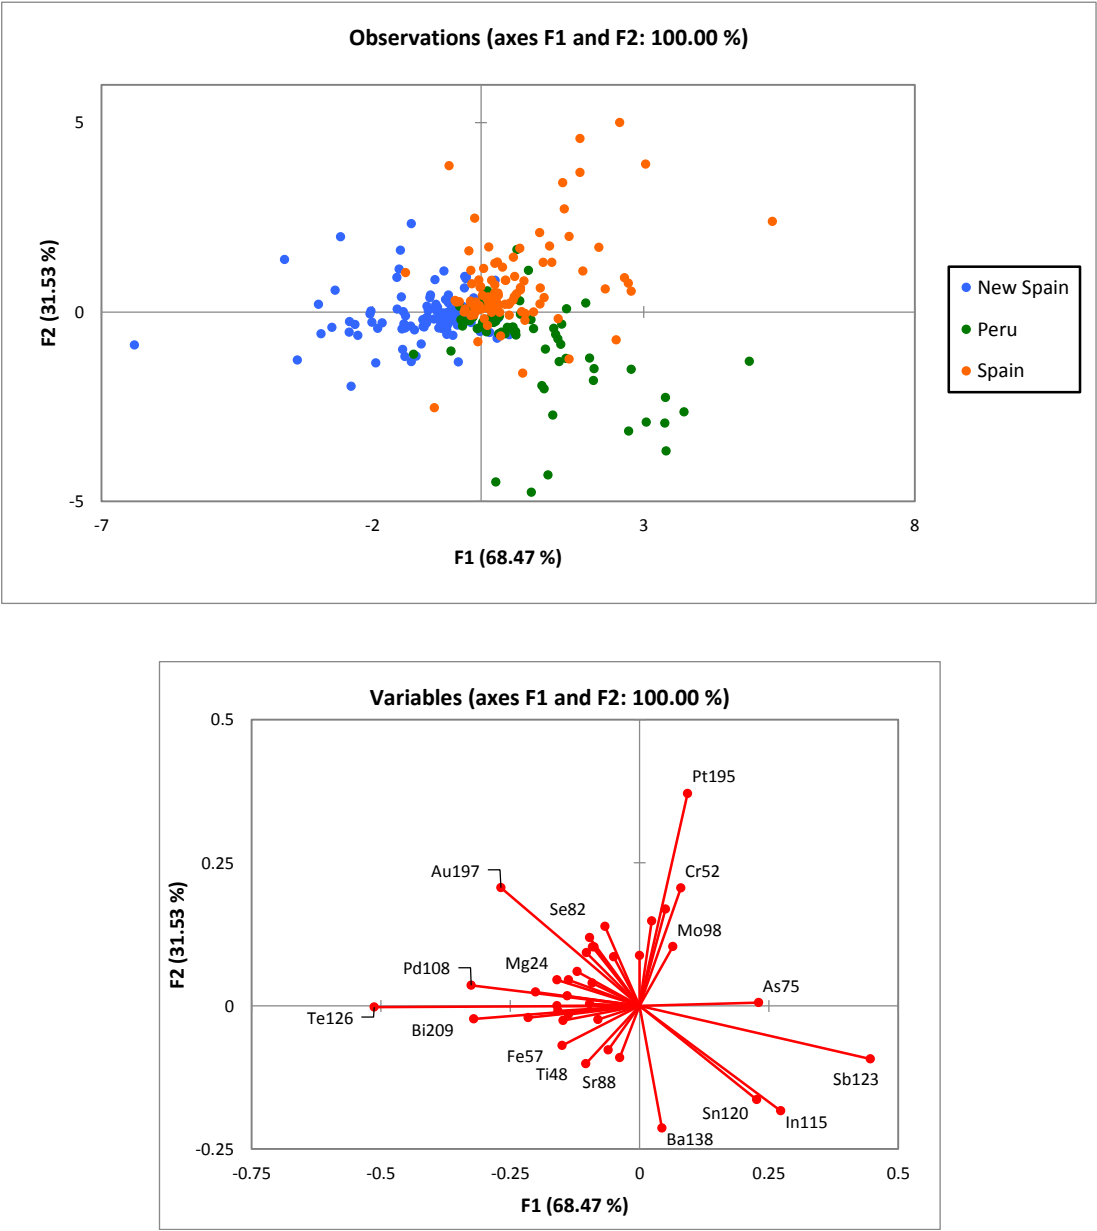 Observations (axes F1 and F2: 100.00 %)
5
0
-5
-7
-2
3
8
F2 (31.53 %)
F1 (68.47 %)
New Spain
Peru
Spain
Variables (axes F1 and F2: 100.00 %)
0.5
0.25
0
-0.25
-0.75
-0.5
-0.25
0
0.25
0.5
F2 (31.53 %)
F1 (68.47 %)
Pt195
Au197
Cr52
Se82
Mo98
Pd108
Mg24
As75
Te126
Bi209
Fe57
Ti48
Sr88
Sb123
Sn120
In115
Ba138